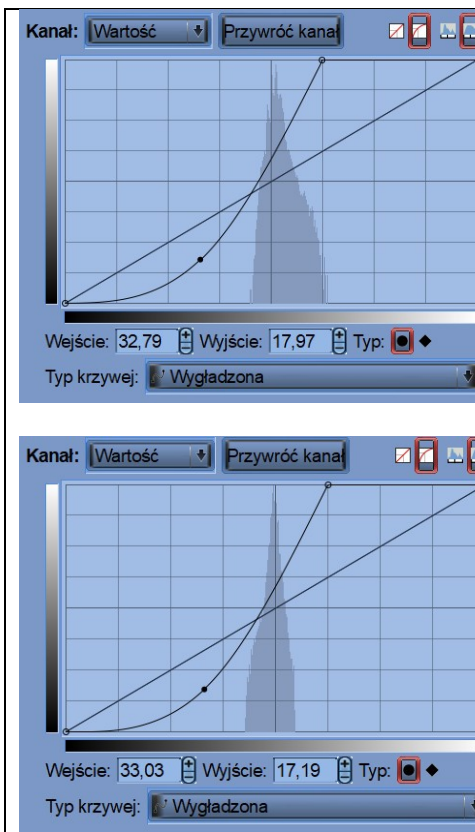 Kanał: Wartość Przywróć kanał
Wejście: 32,79 Wyjście: 17,97 Typ:
Typ krzywej: Wygładzona
Kanał: Wartość Przywróć kanał
Wejście: 33,03 Wyjście: 17,19 Typ:
Typ krzywej: Wygładzona